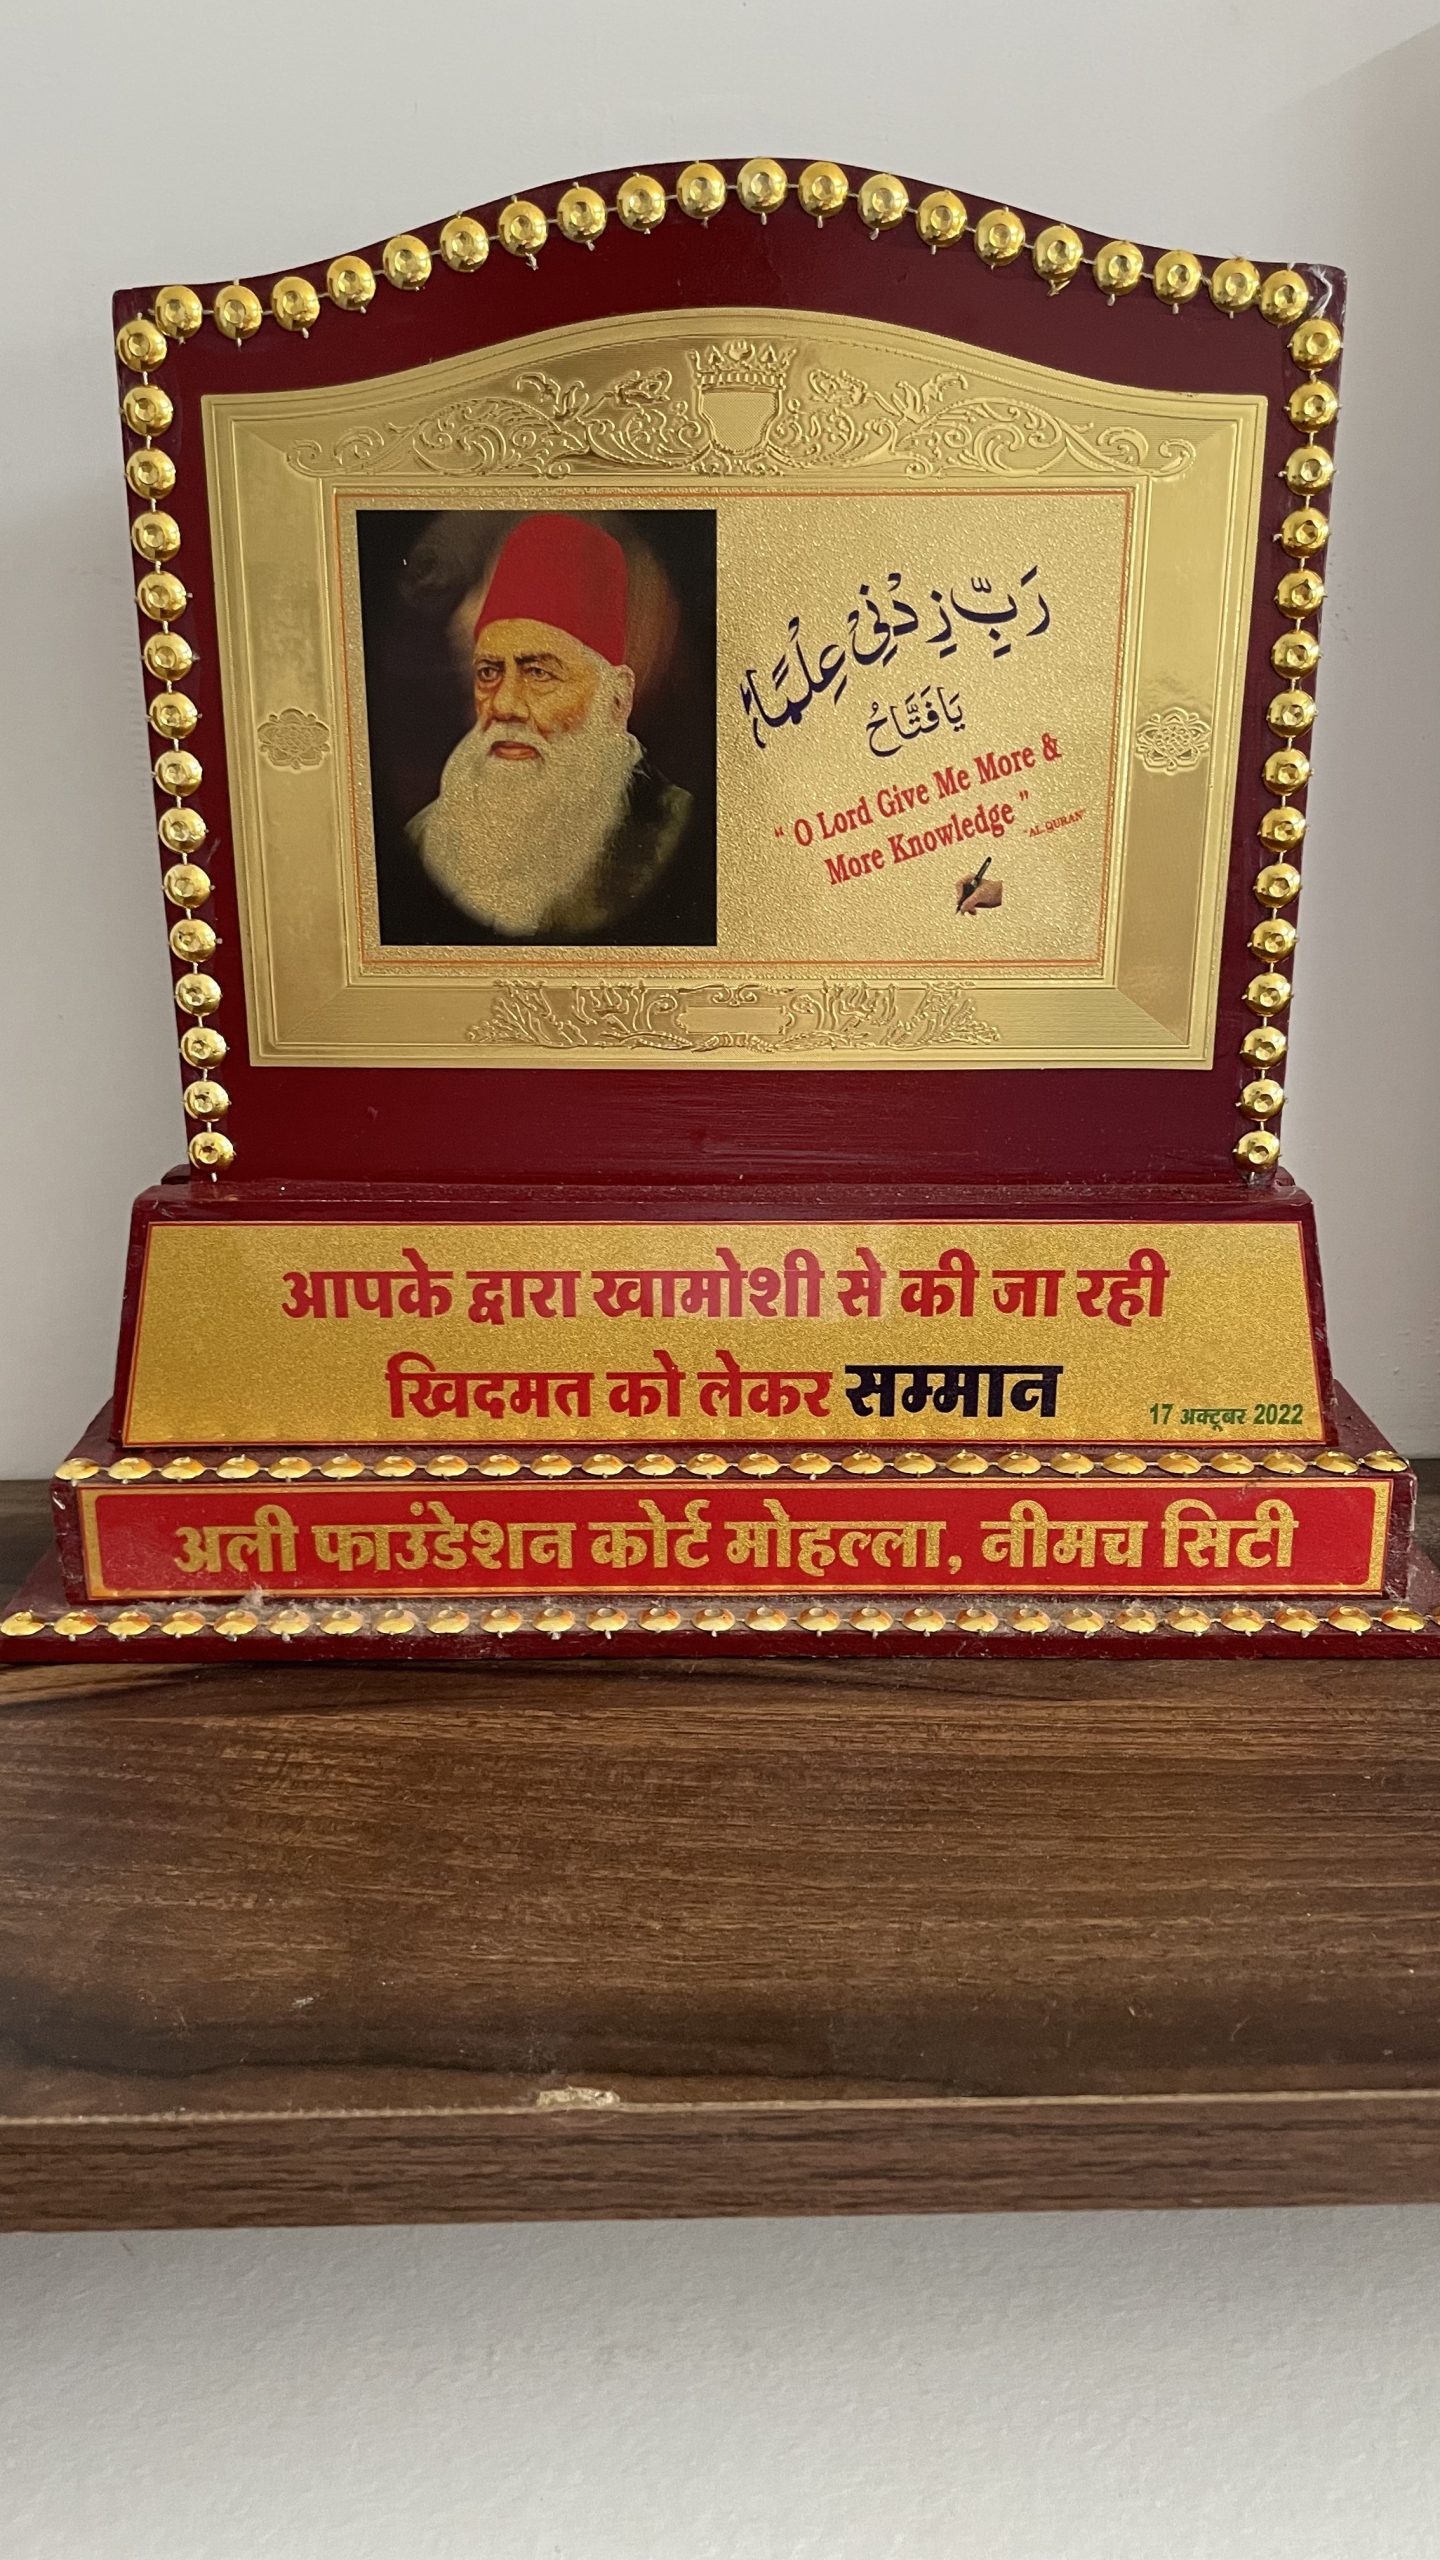 رَبِّ زِدْنِيْ عِلْمًا
يَافَتَّاحُ
“ O Lord Give Me More &
More Knowledge ”
"AL-QURAN"
आपके द्वारा खामोशी से की जा रही
खिदमत को लेकर सम्मान
17 अक्टूबर 2022
अली फाउंडेशन कोर्ट मोहल्ला, नीमच सिटी